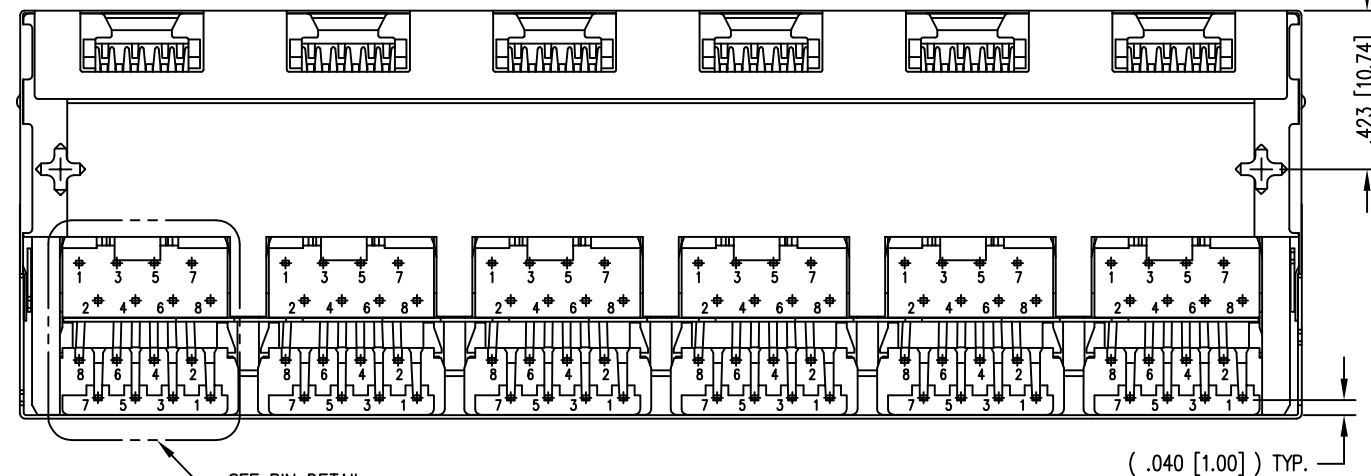 .423 [10.74]
1 3 5 7 1 3 5 7 1 3 5 7 1 3 5 7 1 3 5 7 1 3 5 7
2 4 6 8 2 4 6 8 2 4 6 8 2 4 6 8 2 4 6 8 2 4 6 8
8 6 4 2 8 6 4 2 8 6 4 2 8 6 4 2 8 6 4 2 8 6 4 2
7 5 3 1 7 5 3 1 7 5 3 1 7 5 3 1 7 5 3 1 7 5 3 1
( .040 [1.00] ) TYP.
SEE PIN DETAIL